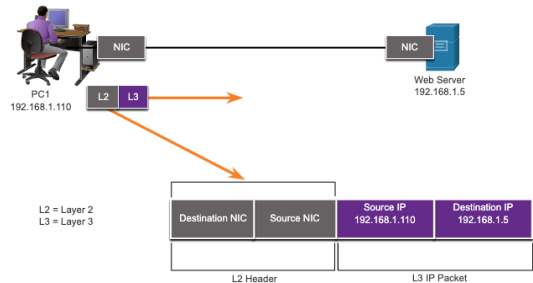 NIC
NIC
PC1
192.168.1.110
Web Server
192.168.1.5
L2
L3
L2 = Layer 2
L3 = Layer 3
Destination NIC
Source NIC
Source IP
192.168.1.110
Destination IP
192.168.1.5
L2 Header
L3 IP Packet